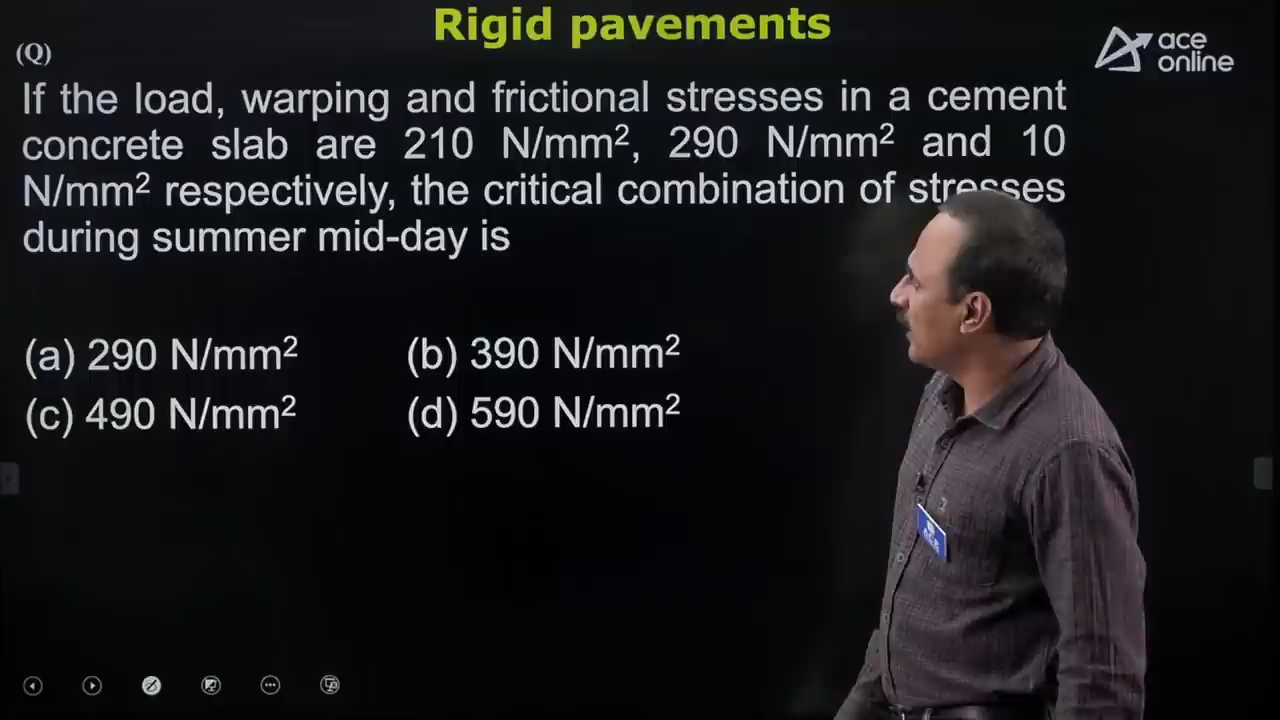 Rigid pavements
(Q)
ace
online
If the load, warping and frictional stresses in a cement
concrete slab are 210 N/mm², 290 N/mm² and 10
N/mm² respectively, the critical combination of stresses
during summer mid-day is
(a) 290 N/mm² (b) 390 N/mm²
(c) 490 N/mm² (d) 590 N/mm²
ACE